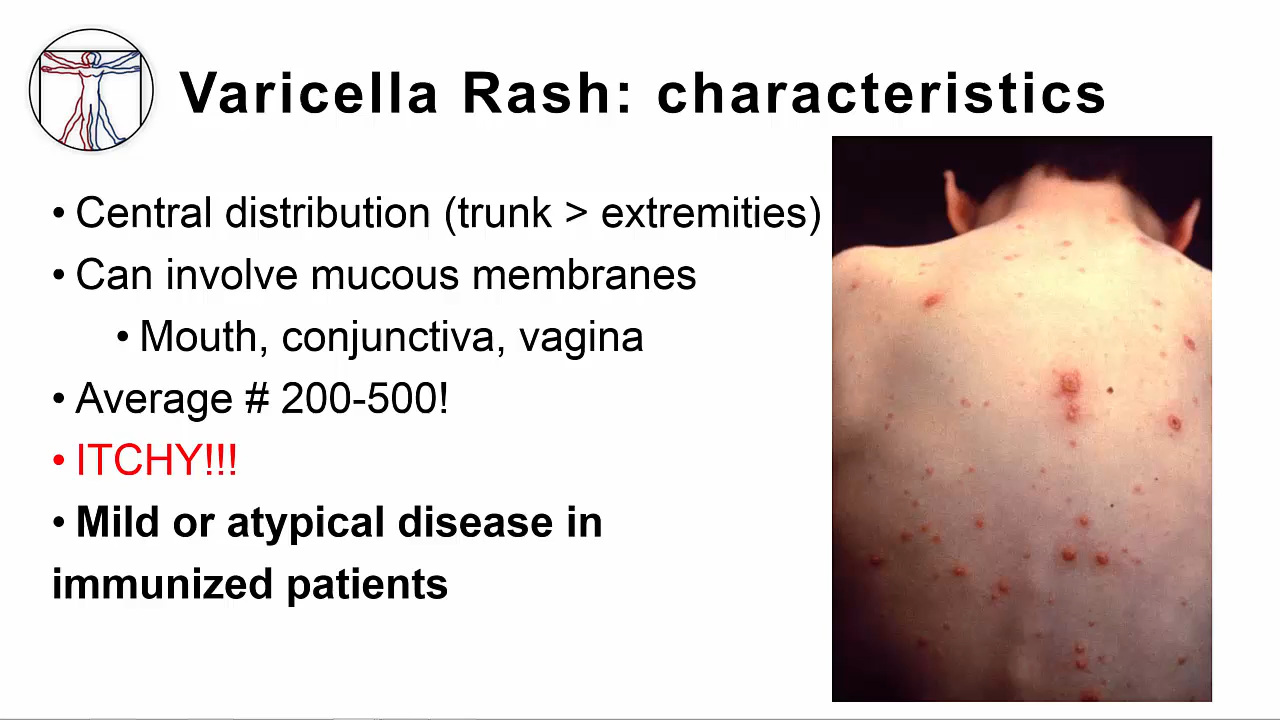 Varicella Rash: characteristics
• Central distribution (trunk > extremities)
• Can involve mucous membranes
• Mouth, conjunctiva, vagina
• Average # 200-500!
• ITCHY!!!
• Mild or atypical disease in
immunized patients